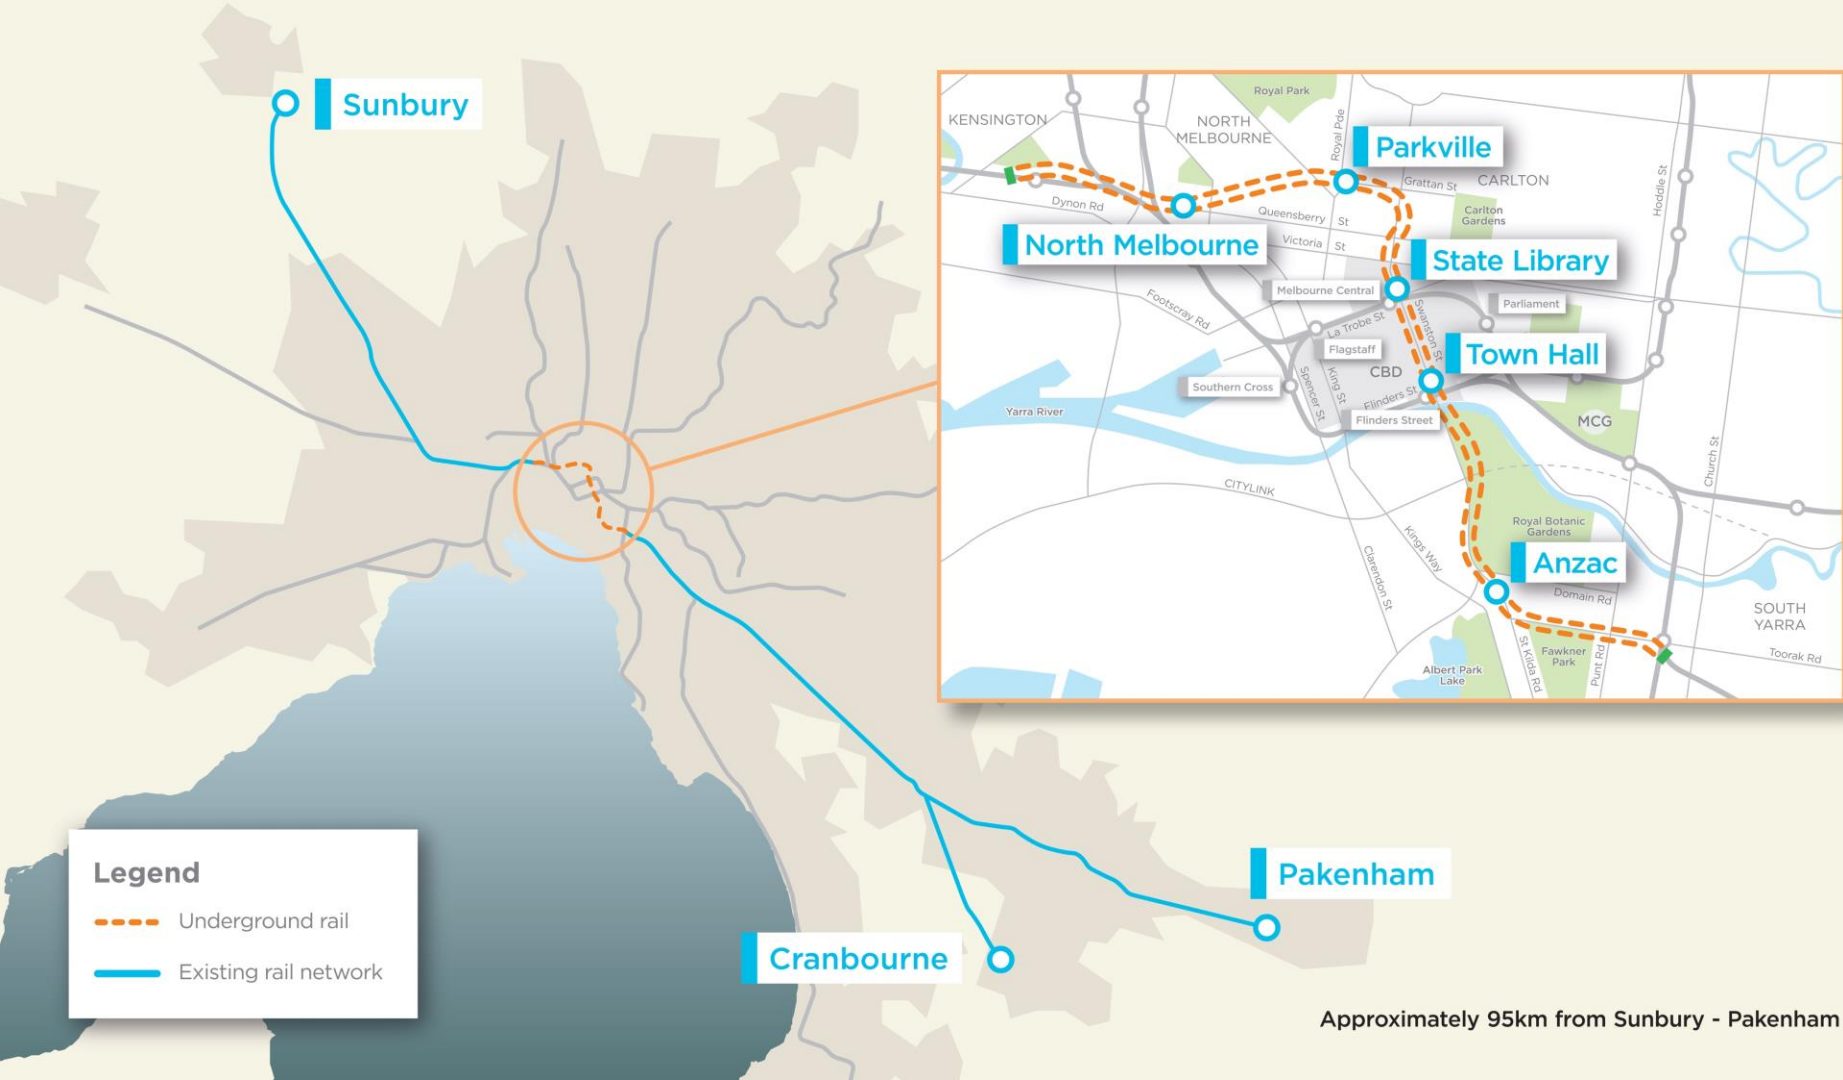 Sunbury
KENSINGTON
Royal Park
NORTH
MELBOURNE
Royal Pde
Parkville
Grattan St
CARLTON
Hoddle St
Dynon Rd
Queensberry St
Carlton
Gardens
North Melbourne
Victoria St
State Library
Melbourne Central
Parliament
Footscray Rd
La Trobe St
Swanston St
Flagstaff
Town Hall
CBD
Southern Cross
Spencer St
King St
Flinders St
Yarra River
Flinders Street
MCG
Church St
CITYLINK
Royal Botanic
Gardens
Kings Way
Clarendon St
Anzac
Domain Rd
SOUTH
YARRA
St Kilda Rd
Fawkner
Park
Punt Rd
Toorak Rd
Albert Park
Lake
Legend
Underground rail
Existing rail network
Pakenham
Cranbourne
Approximately 95km from Sunbury - Pakenham